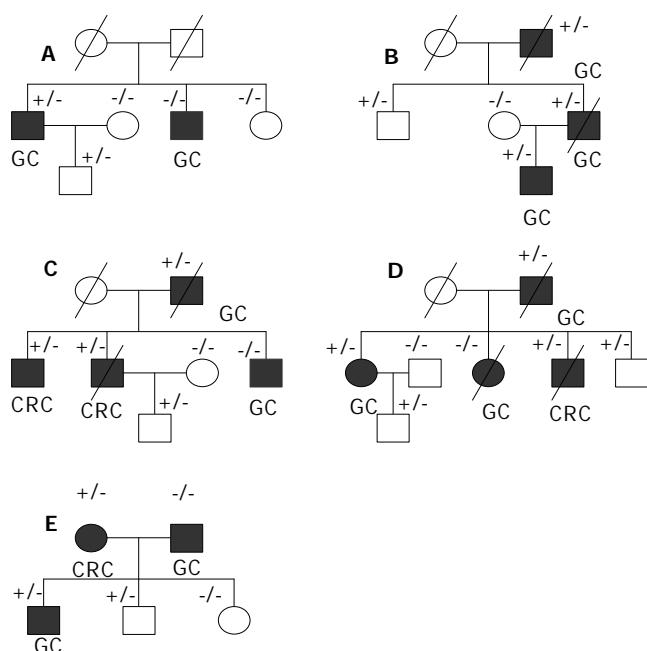 A
+/- -/- -/- -/-
GC GC
+/-
B
+/-
GC
+/- -/- +/-
GC
+/-
GC
C
+/-
GC
+/- +/- -/- -/-
CRC CRC GC
+/-
D
+/-
GC
+/- -/- -/- +/- +/-
GC GC CRC
+/-
E
+/- -/-
CRC GC
+/- +/- -/-
GC